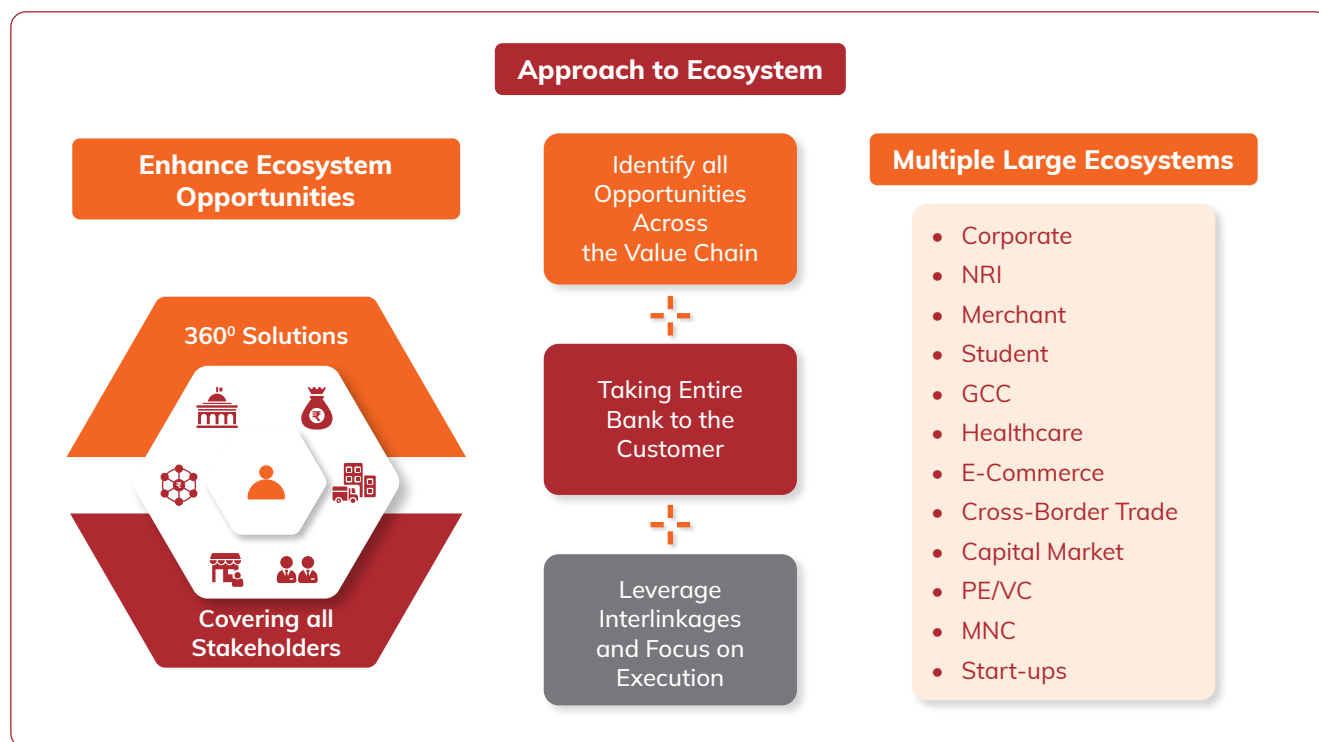 Approach to Ecosystem
Enhance Ecosystem
Opportunities
360⁰ Solutions
₹
₹
Covering all
Stakeholders
Identify all
Opportunities
Across
the Value Chain
Taking Entire
Bank to the
Customer
Leverage
Interlinkages
and Focus on
Execution
Multiple Large Ecosystems
• Corporate
• NRI
• Merchant
• Student
• GCC
• Healthcare
• E-Commerce
• Cross-Border Trade
• Capital Market
• PE/VC
• MNC
• Start-ups